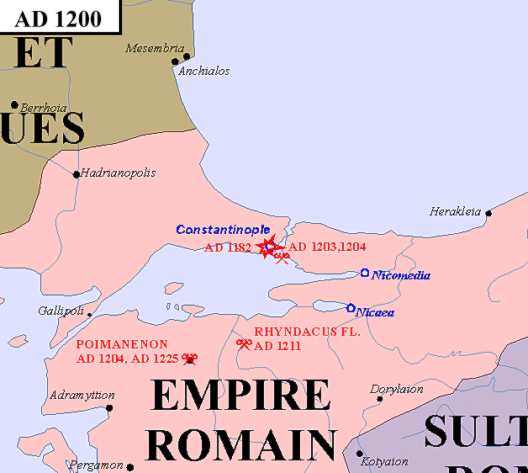 AD 1200
ET
Mesembria
Anchialos
Berrhoia
UES
Hadrianopolis
Herakleia
Constantinople
AD 1182
AD 1203,1204
Nicomedia
Nicaea
Gallipoli
RHYNDACUS FL.
AD 1211
POIMANENON
AD 1204, AD 1225
Adramyttion
EMPIRE
ROMAIN
Dorylaion
SULT
RON
Kotyaion
Pergamon